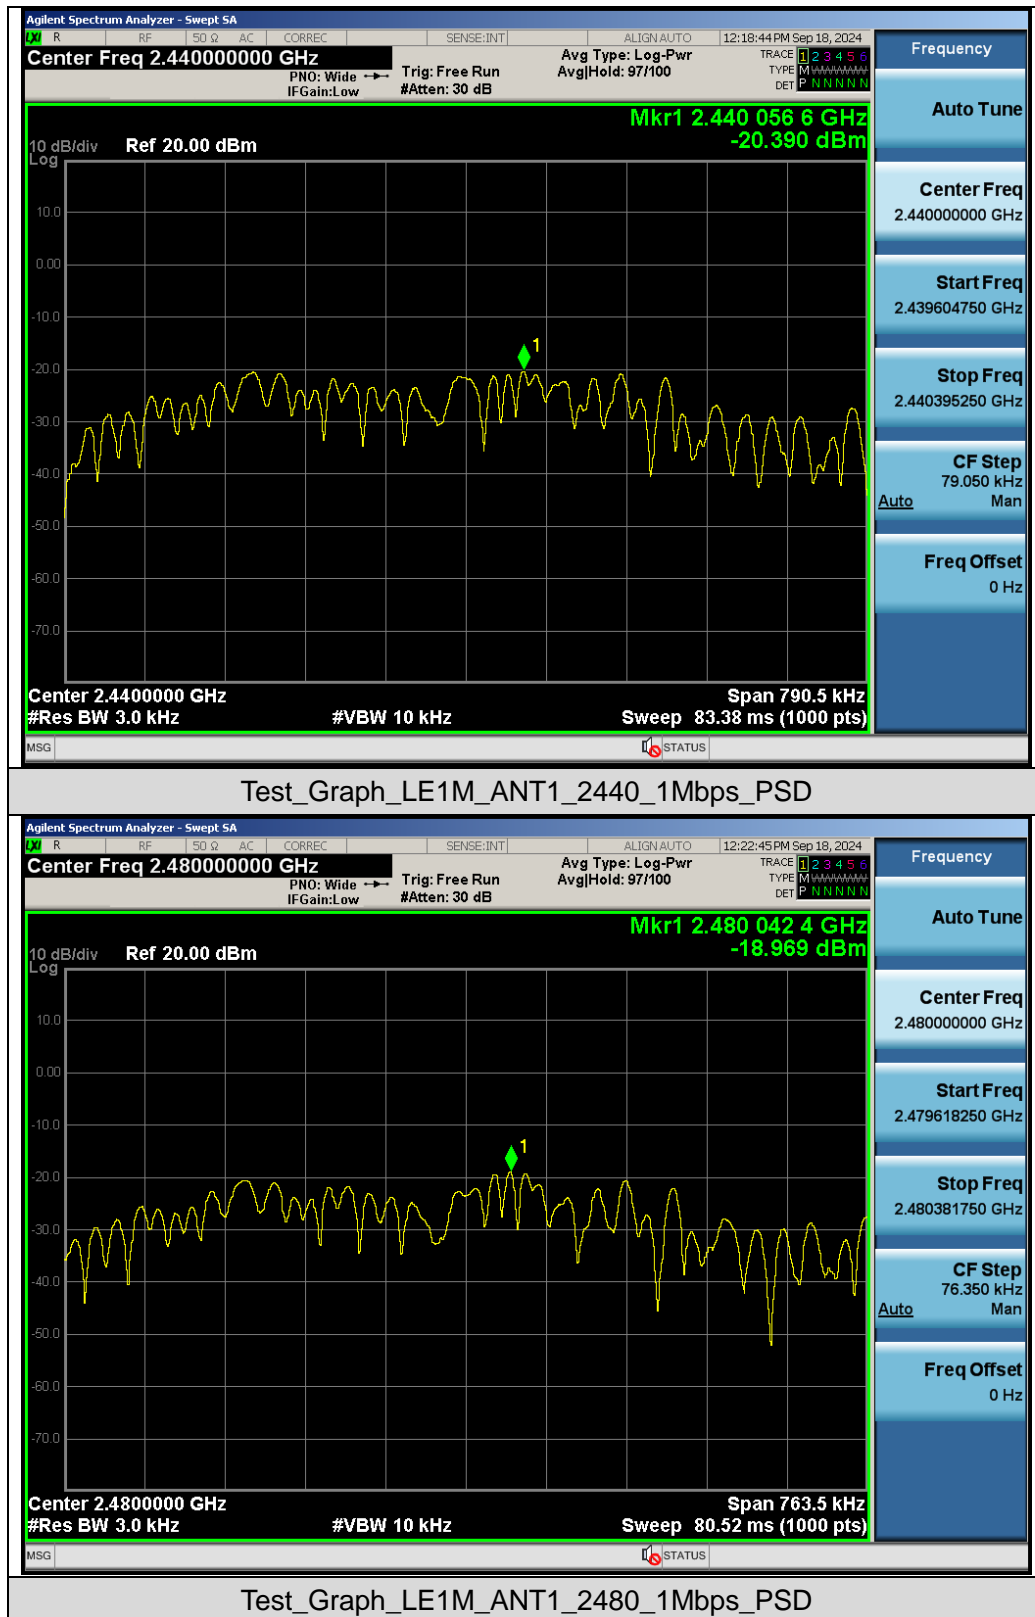 Agilent Spectrum Analyzer - Swept SA
LXI R RF 50 Ω AC CORREC SENSE:INT ALIGN AUTO 12:18:44 PM Sep 18, 2024
Center Freq 2.440000000 GHz
PNO: Wide
IFGain:Low
Trig: Free Run
#Atten: 30 dB
Avg Type: Log-Pwr
Avg|Hold: 97/100
TRACE 1 2 3 4 5 6
TYPE M WWWWW
DET P N N N N N
Mkr1 2.440 056 6 GHz
-20.390 dBm
10 dB/div Ref 20.00 dBm
Log
10.0
0.00
-10.0
-20.0
-30.0
-40.0
-50.0
-60.0
-70.0
1
Center 2.4400000 GHz Span 790.5 kHz
#Res BW 3.0 kHz #VBW 10 kHz Sweep 83.38 ms (1000 pts)
MSG STATUS
Frequency
Auto Tune
Center Freq
2.440000000 GHz
Start Freq
2.439604750 GHz
Stop Freq
2.440395250 GHz
CF Step
79.050 kHz
Auto Man
Freq Offset
0 Hz
Test_Graph_LE1M_ANT1_2440_1Mbps_PSD
Agilent Spectrum Analyzer - Swept SA
LXI R RF 50 Ω AC CORREC SENSE:INT ALIGN AUTO 12:22:45 PM Sep 18, 2024
Center Freq 2.480000000 GHz
PNO: Wide
IFGain:Low
Trig: Free Run
#Atten: 30 dB
Avg Type: Log-Pwr
Avg|Hold: 97/100
TRACE 1 2 3 4 5 6
TYPE M WWWWW
DET P N N N N N
Mkr1 2.480 042 4 GHz
-18.969 dBm
10 dB/div Ref 20.00 dBm
Log
10.0
0.00
-10.0
-20.0
-30.0
-40.0
-50.0
-60.0
-70.0
1
Center 2.4800000 GHz Span 763.5 kHz
#Res BW 3.0 kHz #VBW 10 kHz Sweep 80.52 ms (1000 pts)
MSG STATUS
Frequency
Auto Tune
Center Freq
2.480000000 GHz
Start Freq
2.479618250 GHz
Stop Freq
2.480381750 GHz
CF Step
76.350 kHz
Auto Man
Freq Offset
0 Hz
Test_Graph_LE1M_ANT1_2480_1Mbps_PSD